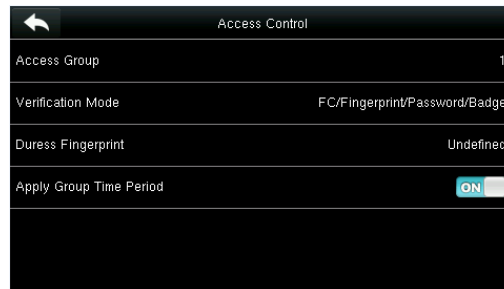 Access Control
Access Group 1
Verification Mode FC/Fingerprint/Password/Badge
Duress Fingerprint Undefined
Apply Group Time Period ON